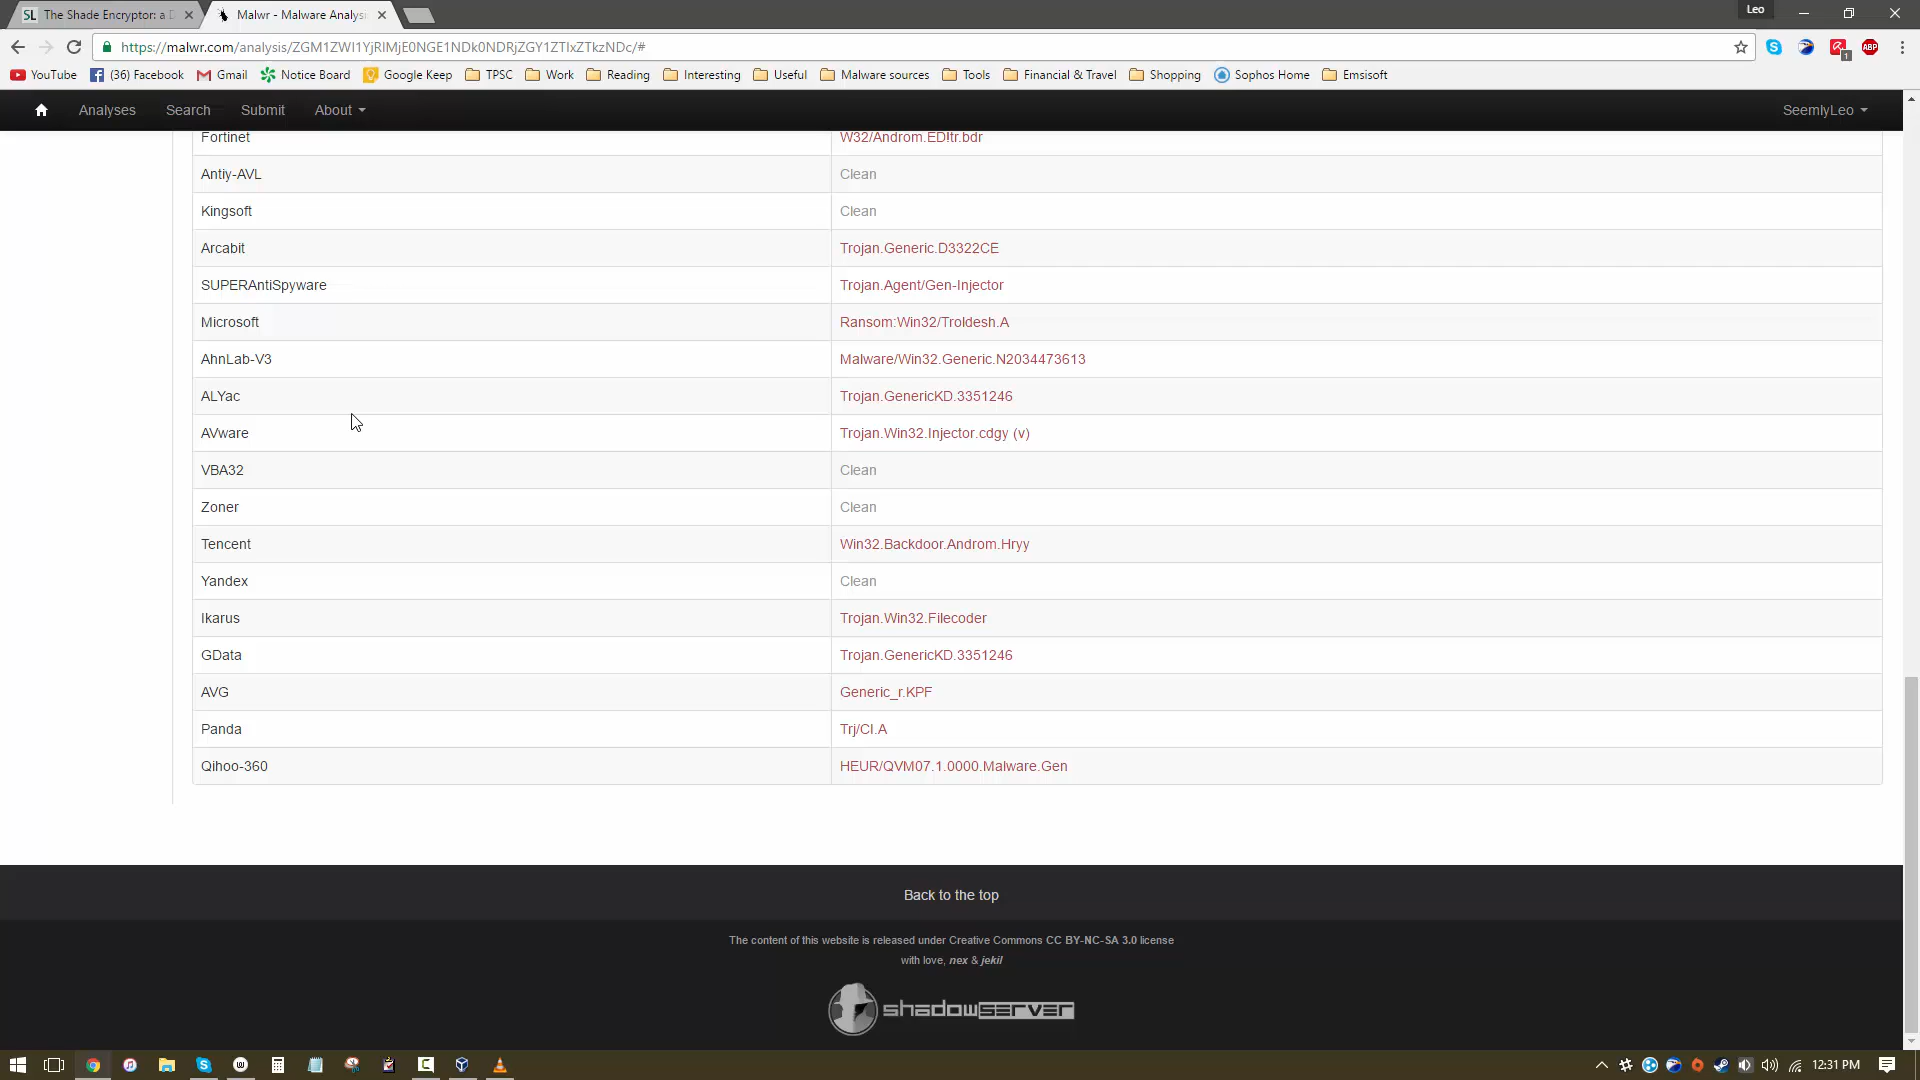 SL The Shade Encryptor: a D
Malwr - Malware Analysi
Leo
https://malwr.com/analysis/ZGM1ZWI1YjRlMjE0NGE1NDk0NDRjZGY1ZTIxZTkzNDc/#
1
ABP
YouTube (36) Facebook Gmail Notice Board Google Keep TPSC Work Reading Interesting Useful Malware sources Tools Financial & Travel Shopping Sophos Home Emsisoft
Analyses Search Submit About SeemlyLeo
Fortinet W32/Androm.EDI!tr.bdr
Antiy-AVL Clean
Kingsoft Clean
Arcabit Trojan.Generic.D3322CE
SUPERAntiSpyware Trojan.Agent/Gen-Injector
Microsoft Ransom:Win32/Troldesh.A
AhnLab-V3 Malware/Win32.Generic.N2034473613
ALYac Trojan.GenericKD.3351246
AVware Trojan.Win32.Injector.cdgy (v)
VBA32 Clean
Zoner Clean
Tencent Win32.Backdoor.Androm.Hryy
Yandex Clean
Ikarus Trojan.Win32.Filecoder
GData Trojan.GenericKD.3351246
AVG Generic_r.KPF
Panda Trj/CI.A
Qihoo-360 HEUR/QVM07.1.0000.Malware.Gen
Back to the top
The content of this website is released under Creative Commons CC BY-NC-SA 3.0 license
with love, nex & jekil
shadowserver
12:31 PM